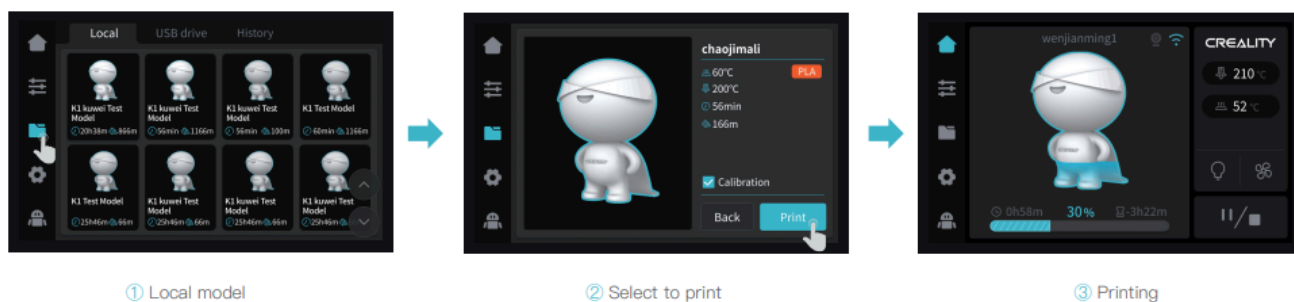 Local USB drive History
K1 kuwei Test Model
20h38m 866m
K1 kuwei Test Model
56min 1166m
K1 kuwei Test Model
56min 100m
K1 Test Model
60min 1166m
K1 Test Model
25h46m 66m
K1 kuwei Test Model
25h46m 66m
K1 kuwei Test Model
25h46m 66m
K1 kuwei Test Model
25h46m
① Local model
chaojimali
60°C PLA
200°C
56min
166m
Calibration
Back Print
② Select to print
wenjianming1
CREALITY
210 °C
52 °C
0h58m 30% -3h22m
③ Printing